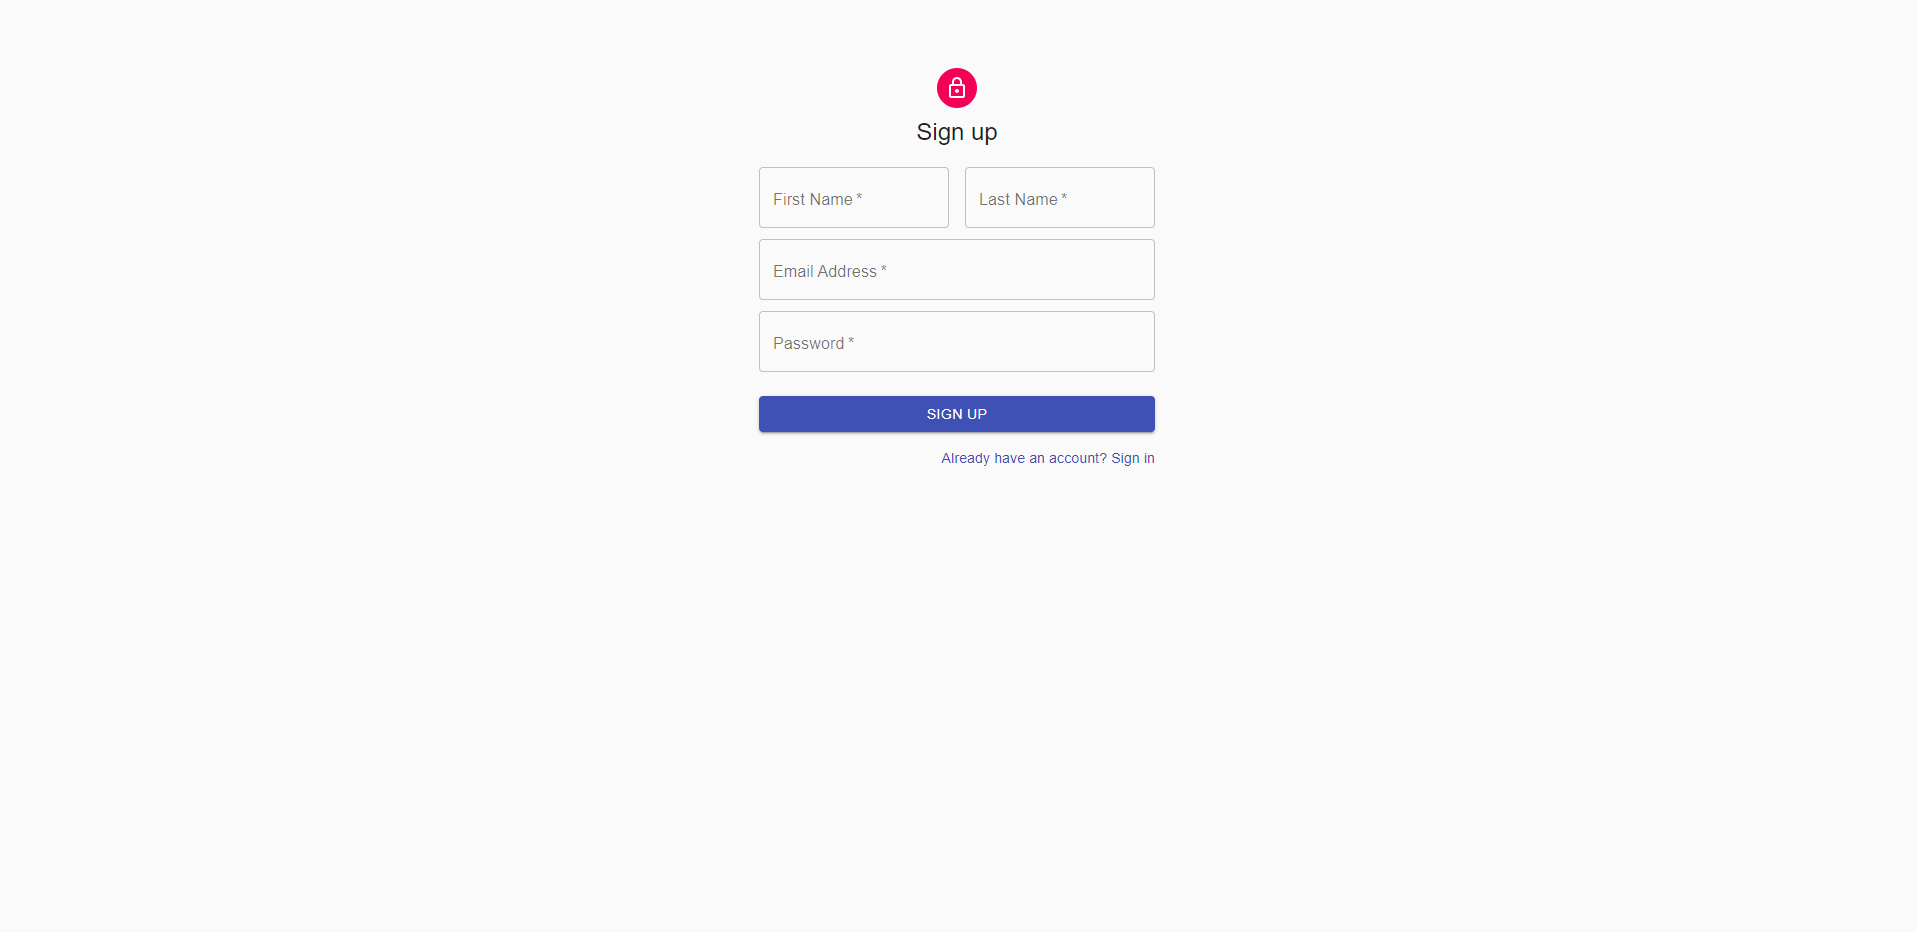 Sign up
First Name *
Last Name *
Email Address *
Password *
SIGN UP
Already have an account? Sign in